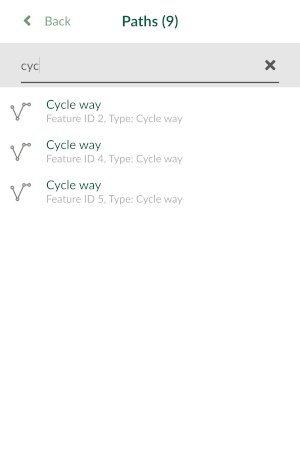 Back
Paths (9)
cyc
Cycle way
Feature ID 2, Type: Cycle way
Cycle way
Feature ID 4, Type: Cycle way
Cycle way
Feature ID 5, Type: Cycle way